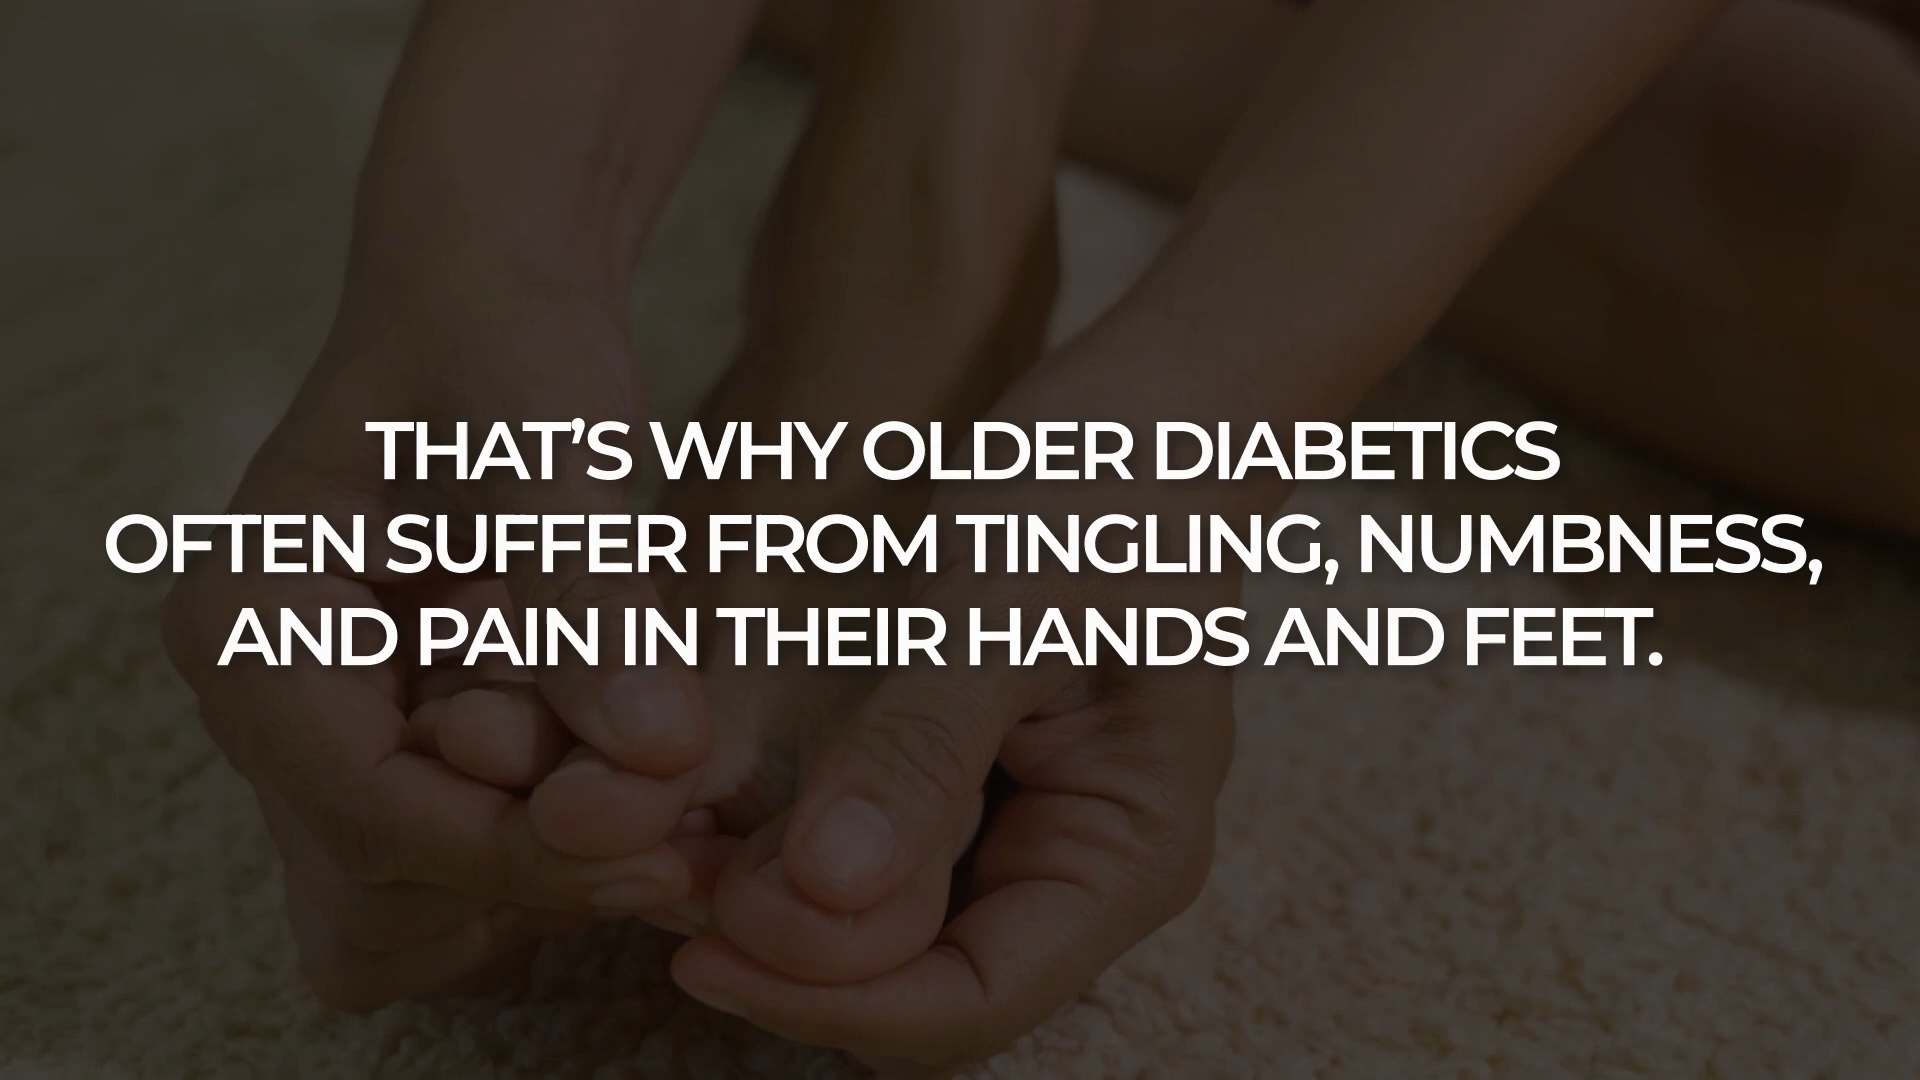 THAT’S WHY OLDER DIABETICS
OFTEN SUFFER FROM TINGLING, NUMBNESS,
AND PAIN IN THEIR HANDS AND FEET.